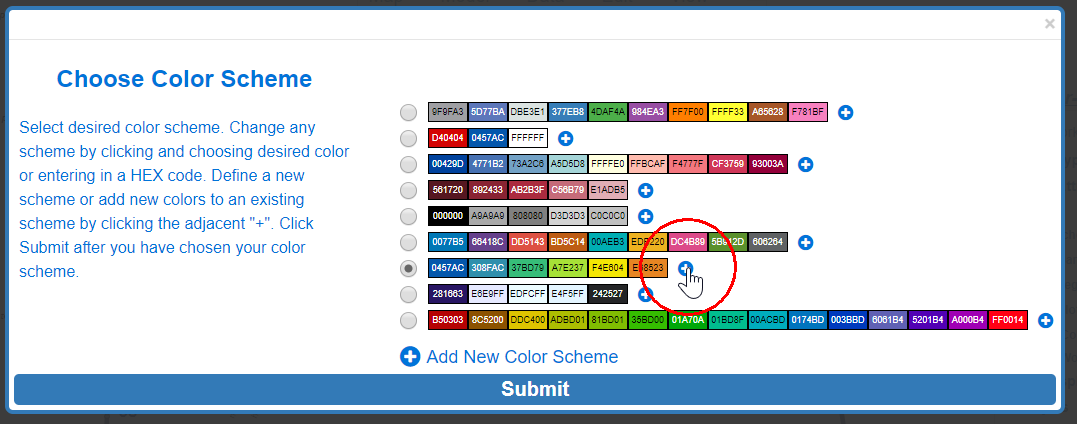 ×
Choose Color Scheme
Select desired color scheme. Change any
scheme by clicking and choosing desired color
or entering in a HEX code. Define a new
scheme or add new colors to an existing
scheme by clicking the adjacent "+". Click
Submit after you have chosen your color
scheme.
9F9FA3 5D77BA DBE3E1 377EB8 4DAF4A 984EA3 FF7F00 FFFF33 A65628 F781BF
D40404 0457AC FFFFFF
00429D 4771B2 73A2C6 A5D5D8 FFFFE0 FFBCAF F4777F CF3759 93003A
561720 892433 AB2B3F C56B79 E1ADB5
000000 A9A9A9 808080 D3D3D3 C0C0C0
0077B5 66418C DD5143 BD5C14 00AEB3 DC4B89 606264
0457AC 308FAC 37BD79 A7E237 F4E604
281663 E6E9FF EDFCFF E4F5FF 242527
B50303 8C5200 DDC400 ADBD01 81BD01 35BD00 01A70A 01BD8F 00ACBD 0174BD 003BBD 6061B4 5201B4 A000B4 FF0014
Add New Color Scheme
Submit